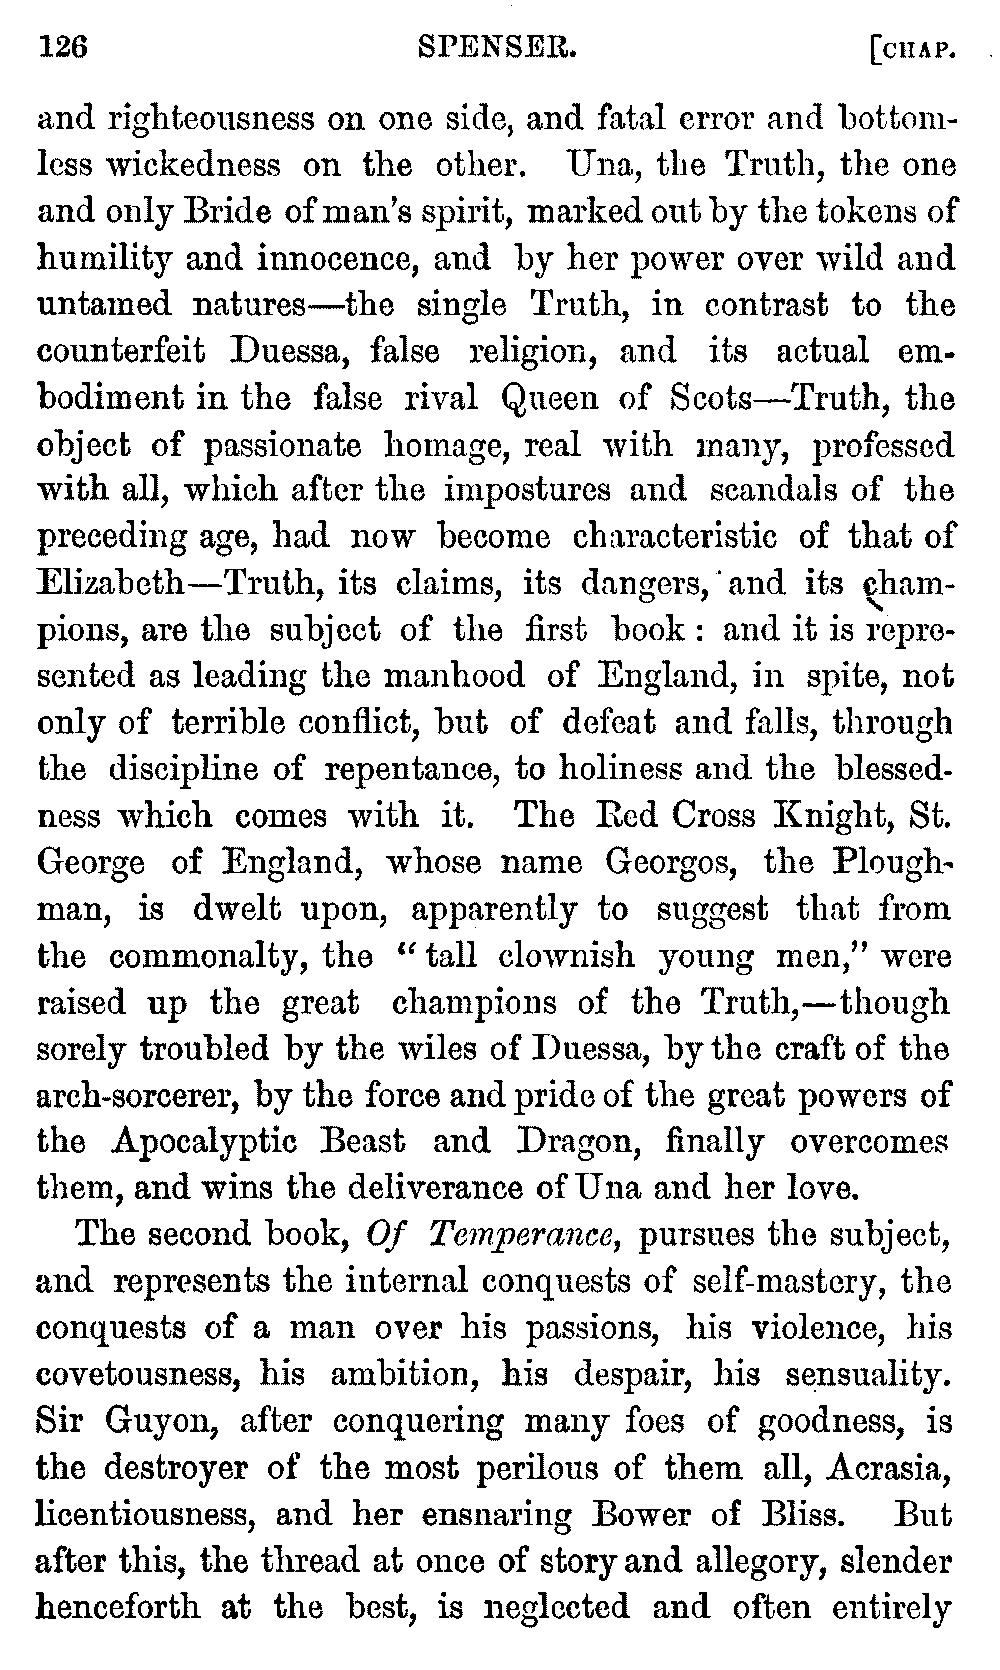 126 SPENSER. [CHAP.
and righteousness on one side, and fatal error and bottom-
less wickedness on the other. Una, the Truth, the one
and only Bride of man's spirit, marked out by the tokens of
humility and innocence, and by her power over wild and
untamed natures—the single Truth, in contrast to the
counterfeit Duessa, false religion, and its actual em-
bodiment in the false rival Queen of Scots—Truth, the
object of passionate homage, real with many, professed
with all, which after the impostures and scandals of the
preceding age, had now become characteristic of that of
Elizabeth—Truth, its claims, its dangers, and its cham-
pions, are the subject of the first book : and it is repre-
sented as leading the manhood of England, in spite, not
only of terrible conflict, but of defeat and falls, through
the discipline of repentance, to holiness and the blessed-
ness which comes with it. The Red Cross Knight, St.
George of England, whose name Georgos, the Plough-
man, is dwelt upon, apparently to suggest that from
the commonalty, the “ tall clownish young men,” were
raised up the great champions of the Truth,—though
sorely troubled by the wiles of Duessa, by the craft of the
arch-sorcerer, by the force and pride of the great powers of
the Apocalyptic Beast and Dragon, finally overcomes
them, and wins the deliverance of Una and her love.
The second book, Of Temperance, pursues the subject,
and represents the internal conquests of self-mastery, the
conquests of a man over his passions, his violence, his
covetousness, his ambition, his despair, his sensuality.
Sir Guyon, after conquering many foes of goodness, is
the destroyer of the most perilous of them all, Acrasia,
licentiousness, and her ensnaring Bower of Bliss. But
after this, the thread at once of story and allegory, slender
henceforth at the best, is neglected and often entirely